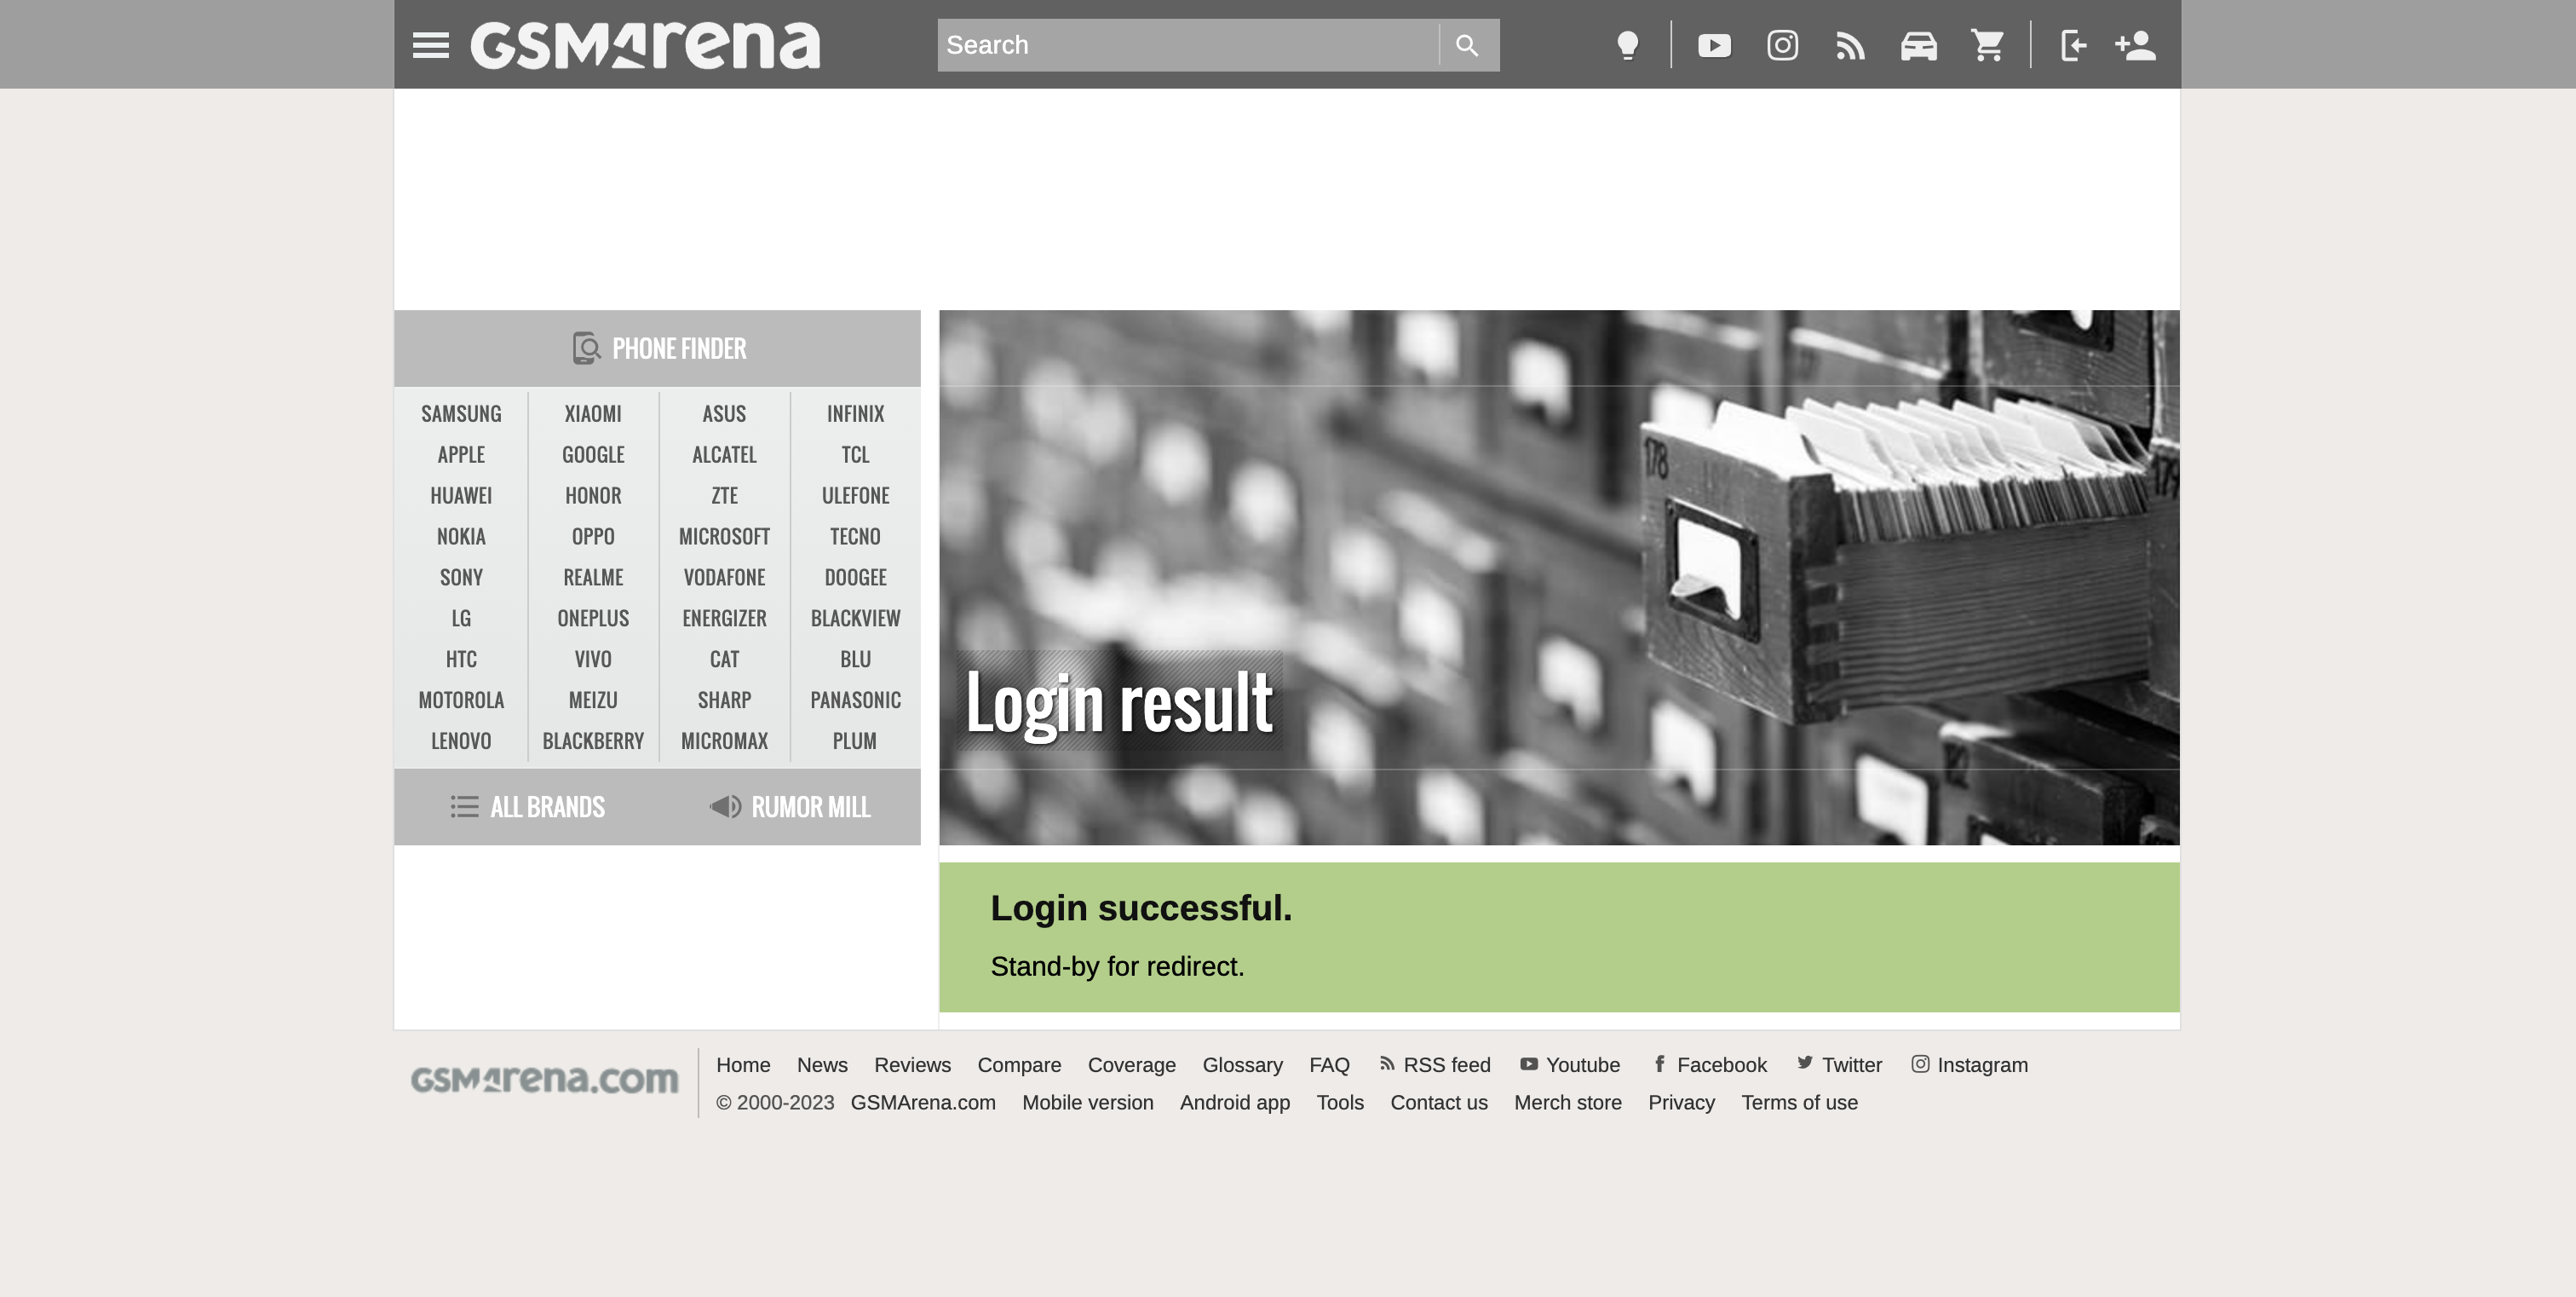 GSMArena
Search
PHONE FINDER
SAMSUNG XIAOMI ASUS INFINIX
APPLE GOOGLE ALCATEL TCL
HUAWEI HONOR ZTE ULEFONE
NOKIA OPPO MICROSOFT TECNO
SONY REALME VODAFONE DOOGEE
LG ONEPLUS ENERGIZER BLACKVIEW
HTC VIVO CAT BLU
MOTOROLA MEIZU SHARP PANASONIC
LENOVO BLACKBERRY MICROMAX PLUM
ALL BRANDS RUMOR MILL
178
179
Login result
Login successful.
Stand-by for redirect.
GSMArena.com
Home News Reviews Compare Coverage Glossary FAQ RSS feed Youtube Facebook Twitter Instagram
© 2000-2023 GSMArena.com Mobile version Android app Tools Contact us Merch store Privacy Terms of use